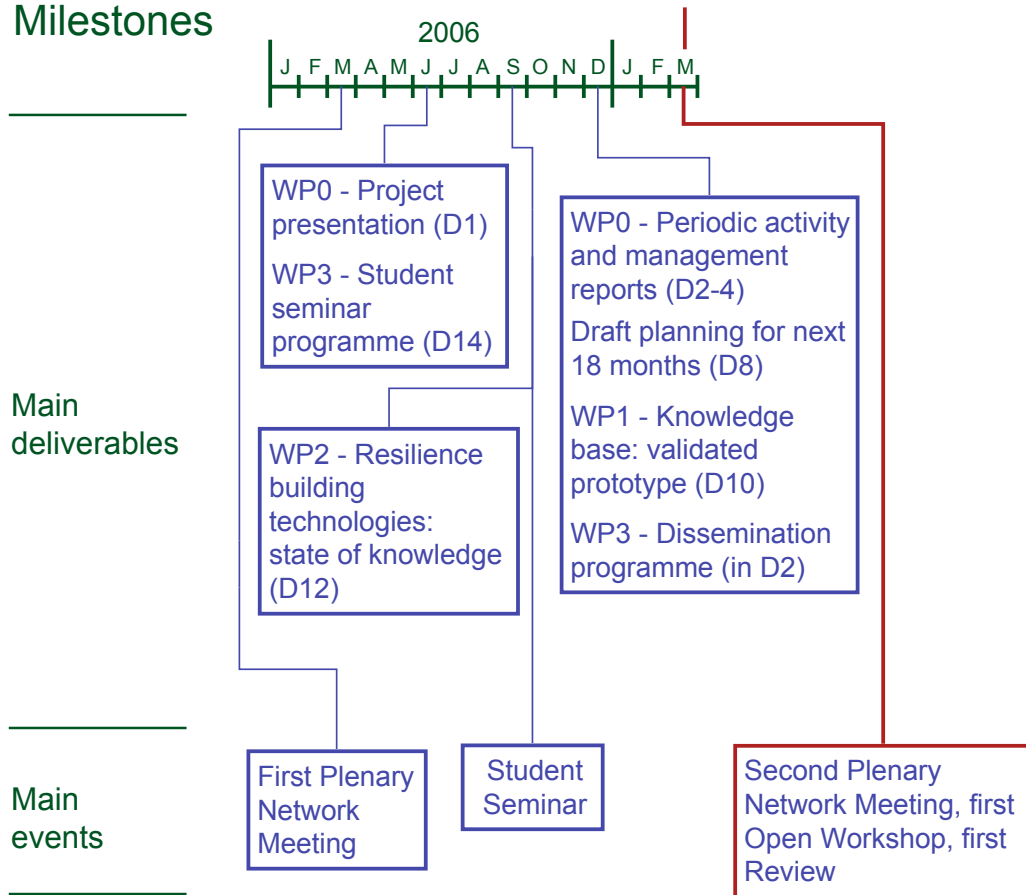 Milestones
2006
J F M A M J J A S O N D J F M
WP0 - Project
presentation (D1)
WP3 - Student
seminar
programme (D14)
WP0 - Periodic activity
and management
reports (D2-4)
Draft planning for next
18 months (D8)
WP1 - Knowledge
base: validated
prototype (D10)
WP3 - Dissemination
programme (in D2)
Main
deliverables
WP2 - Resilience
building
technologies:
state of knowledge
(D12)
Main
events
First Plenary
Network
Meeting
Student
Seminar
Second Plenary
Network Meeting, first
Open Workshop, first
Review